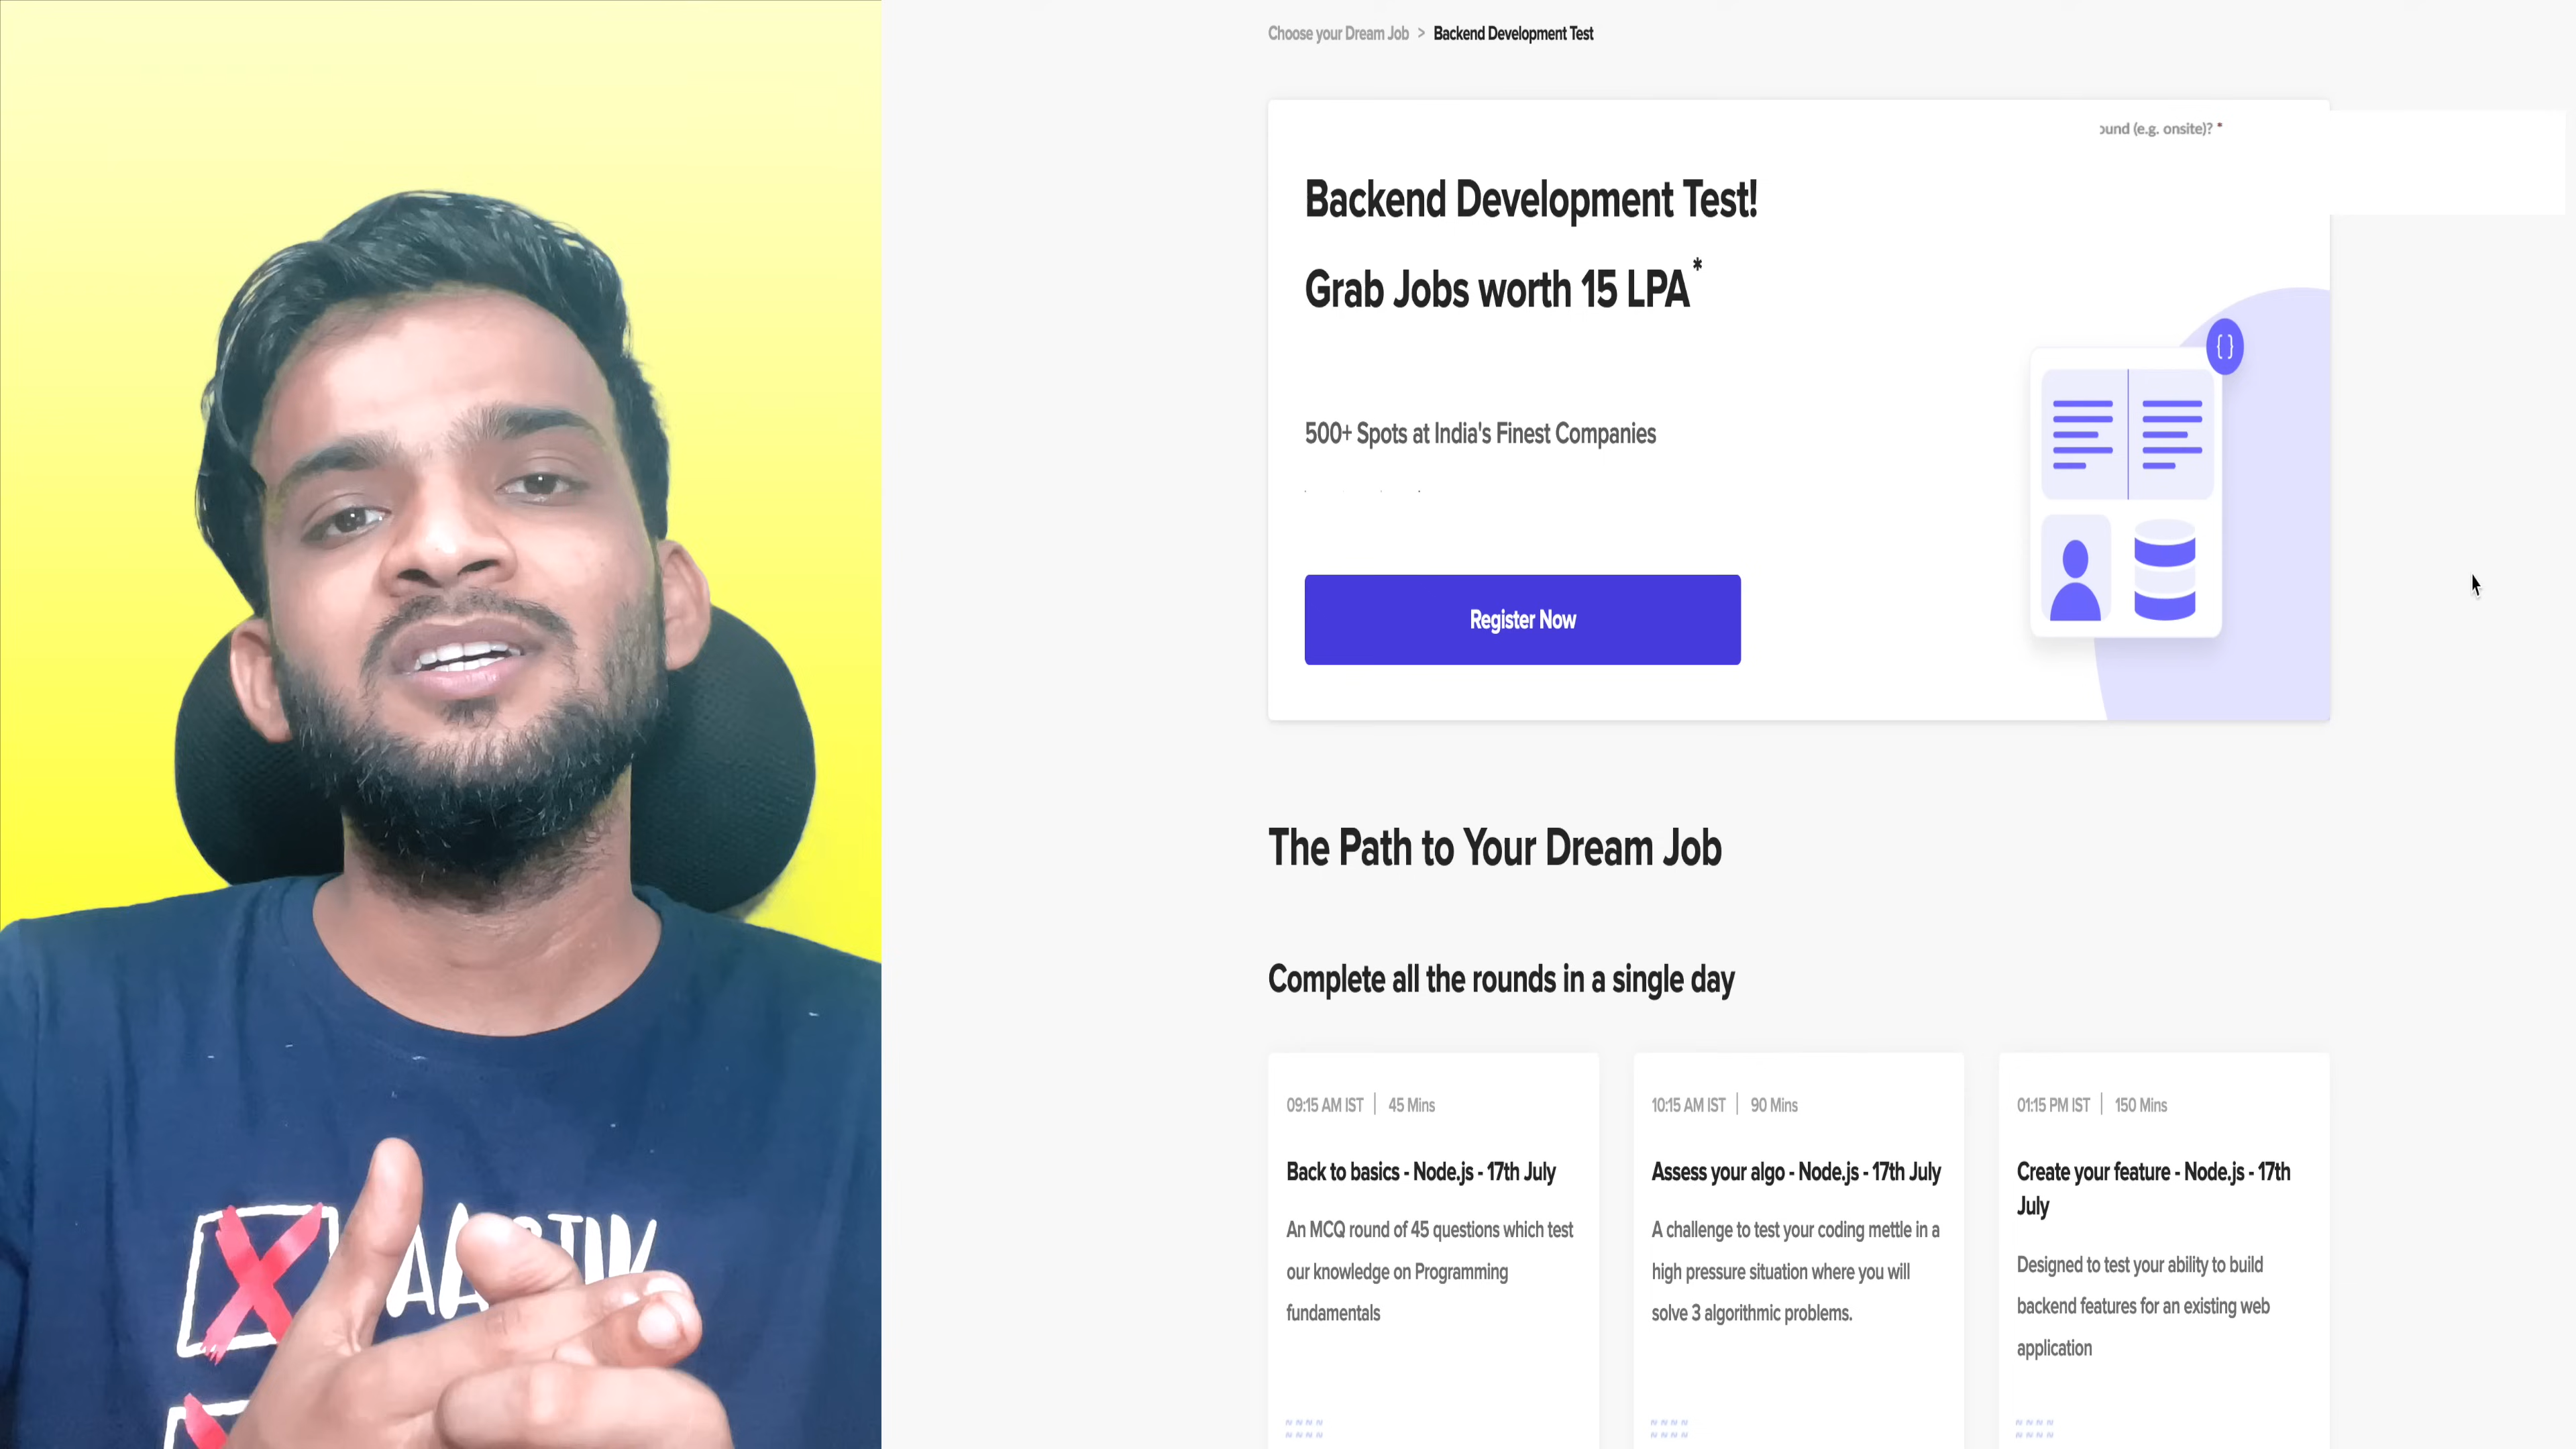 Choose your Dream Job > Backend Development Test
ound (e.g. onsite)? *
Backend Development Test!
Grab Jobs worth 15 LPA*
500+ Spots at India's Finest Companies
Register Now
{ }
The Path to Your Dream Job
Complete all the rounds in a single day
09:15 AM IST | 45 Mins
Back to basics - Node.js - 17th July
An MCQ round of 45 questions which test
our knowledge on Programming
fundamentals
10:15 AM IST | 90 Mins
Assess your algo - Node.js - 17th July
A challenge to test your coding mettle in a
high pressure situation where you will
solve 3 algorithmic problems.
01:15 PM IST | 150 Mins
Create your feature - Node.js - 17th
July
Designed to test your ability to build
backend features for an existing web
application